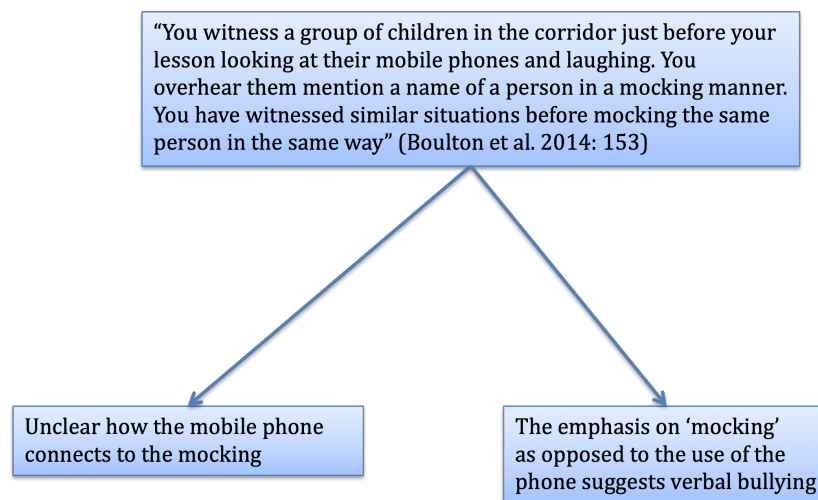 “You witness a group of children in the corridor just before your
lesson looking at their mobile phones and laughing. You
overhear them mention a name of a person in a mocking manner.
You have witnessed similar situations before mocking the same
person in the same way” (Boulton et al. 2014: 153)
Unclear how the mobile phone
connects to the mocking
The emphasis on ‘mocking’
as opposed to the use of the
phone suggests verbal bullying